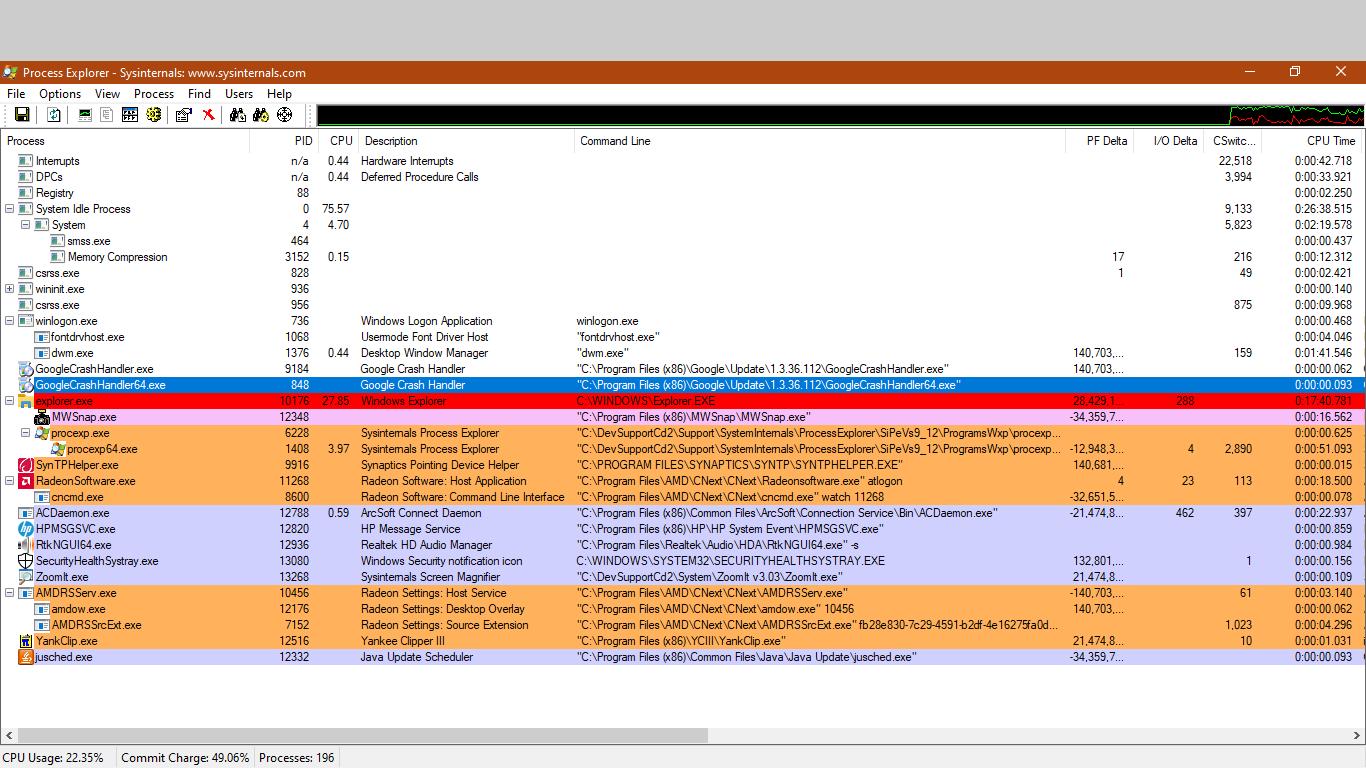 Process Explorer - Sysinternals: www.sysinternals.com
File Options View Process Find Users Help
Process PID CPU Description Command Line PF Delta I/O Delta CSwitc... CPU Time
Interrupts n/a 0.44 Hardware Interrupts 22,518 0:00:42.718
DPCs n/a 0.44 Deferred Procedure Calls 3,994 0:00:33.921
Registry 88 0:00:02.250
System Idle Process 0 75.57 9,133 0:26:38.515
System 4 4.70 5,823 0:02:19.578
smss.exe 464 0:00:00.437
Memory Compression 3152 0.15 17 216 0:00:12.312
csrss.exe 828 1 49 0:00:02.421
wininit.exe 936 0:00:00.140
csrss.exe 956 875 0:00:09.968
winlogon.exe 736 Windows Logon Application winlogon.exe 0:00:00.468
fontdrvhost.exe 1068 Usermode Font Driver Host "fontdrvhost.exe" 0:00:04.046
dwm.exe 1376 0.44 Desktop Window Manager "dwm.exe" 140,703,... 159 0:01:41.546
GoogleCrashHandler.exe 9184 Google Crash Handler "C:\Program Files (x86)\Google\Update\1.3.36.112\GoogleCrashHandler.exe" 140,703,... 0:00:00.062
GoogleCrashHandler64.exe 848 Google Crash Handler "C:\Program Files (x86)\Google\Update\1.3.36.112\GoogleCrashHandler64.exe" 0:00:00.093
explorer.exe 10176 27.85 Windows Explorer C:\WINDOWS\Explorer.EXE 28,429,1... 288 0:17:40.781
MWSnap.exe 12348 "C:\Program Files (x86)\MWSnap\MWSnap.exe" -34,359,7... 0:00:16.562
procexp.exe 6228 Sysinternals Process Explorer "C:\DevSupportCd2\Support\SystemInternals\ProcessExplorer\SiPeVs9_12\ProgramsWxp\procexp... 0:00:00.625
procexp64.exe 1408 3.97 Sysinternals Process Explorer "C:\DevSupportCd2\Support\SystemInternals\ProcessExplorer\SiPeVs9_12\ProgramsWxp\procexp... -12,948,3... 4 2,890 0:00:51.093
SynTPHelper.exe 9916 Synaptics Pointing Device Helper "C:\PROGRAM FILES\SYNAPTICS\SYNTP\SYNTPHELPER.EXE" 140,681,... 0:00:00.015
RadeonSoftware.exe 11268 Radeon Software: Host Application "C:\Program Files\AMD\CNext\CNext\Radeonsoftware.exe" atlogon 4 23 113 0:00:18.500
cncmd.exe 8600 Radeon Software: Command Line Interface "C:\Program Files\AMD\CNext\CNext\cncmd.exe" watch 11268 -32,651,5... 0:00:00.078
ACDaemon.exe 12788 0.59 ArcSoft Connect Daemon "C:\Program Files (x86)\Common Files\ArcSoft\Connection Service\Bin\ACDaemon.exe" -21,474,8... 462 397 0:00:22.937
HPMSGSVC.exe 12820 HP Message Service "C:\Program Files (x86)\HP\HP System Event\HPMSGSVC.exe" 0:00:00.859
RtkNGUI64.exe 12936 Realtek HD Audio Manager "C:\Program Files\Realtek\Audio\HDA\RtkNGUI64.exe" -s 0:00:00.984
SecurityHealthSystray.exe 13080 Windows Security notification icon C:\WINDOWS\SYSTEM32\SECURITYHEALTHSYSTRAY.EXE 132,801,... 1 0:00:00.156
ZoomIt.exe 13268 Sysinternals Screen Magnifier "C:\DevSupportCd2\System\ZoomIt v3.03\ZoomIt.exe" 21,474,8... 0:00:00.109
AMDRSServ.exe 10456 Radeon Settings: Host Service "C:\Program Files\AMD\CNext\CNext\AMDRSServ.exe" -140,703,... 61 0:00:03.140
amdow.exe 12176 Radeon Settings: Desktop Overlay "C:\Program Files\AMD\CNext\CNext\amdow.exe" 10456 140,703,... 0:00:00.062
AMDRSSrcExt.exe 7152 Radeon Settings: Source Extension "C:\Program Files\AMD\CNext\CNext\AMDRSSrcExt.exe" fb28e830-7c29-4591-b2df-4e16275fa0d... 1,023 0:00:04.296
YankClip.exe 12516 Yankee Clipper III "C:\Program Files (x86)\YCIII\YankClip.exe" 21,474,8... 10 0:00:01.031
jusched.exe 12332 Java Update Scheduler "C:\Program Files (x86)\Common Files\Java\Java Update\jusched.exe" -34,359,7... 0:00:00.093
CPU Usage: 22.35% Commit Charge: 49.06% Processes: 196